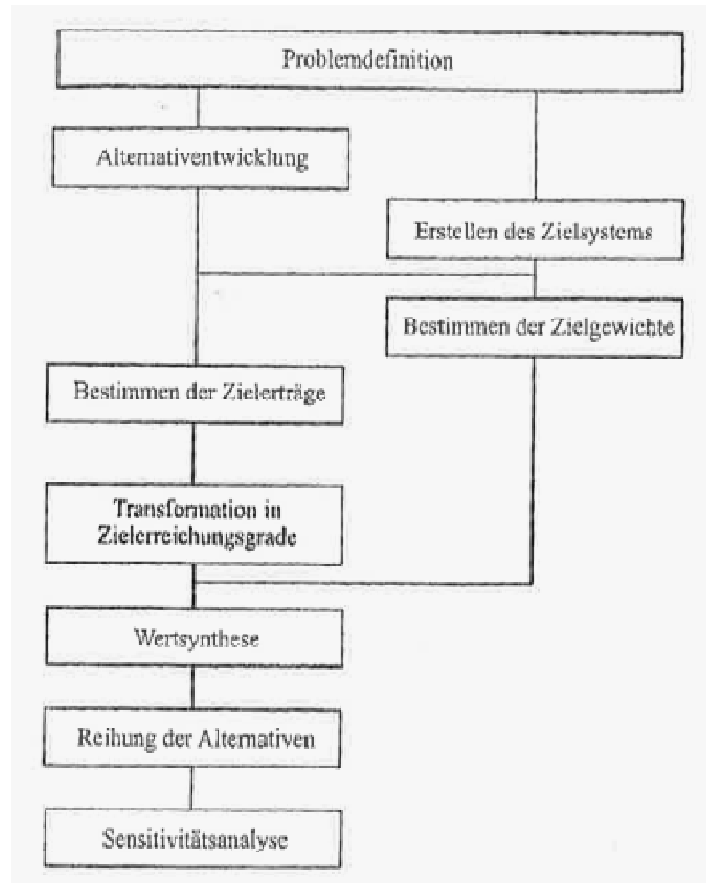 Problemdefinition
Alternativentwicklung
Erstellen des Zielsystems
Bestimmen der Zielgewichte
Bestimmen der Zielerträge
Transformation in
Zielerreichungsgrade
Wertsynthese
Reihung der Alternativen
Sensitivitätsanalyse